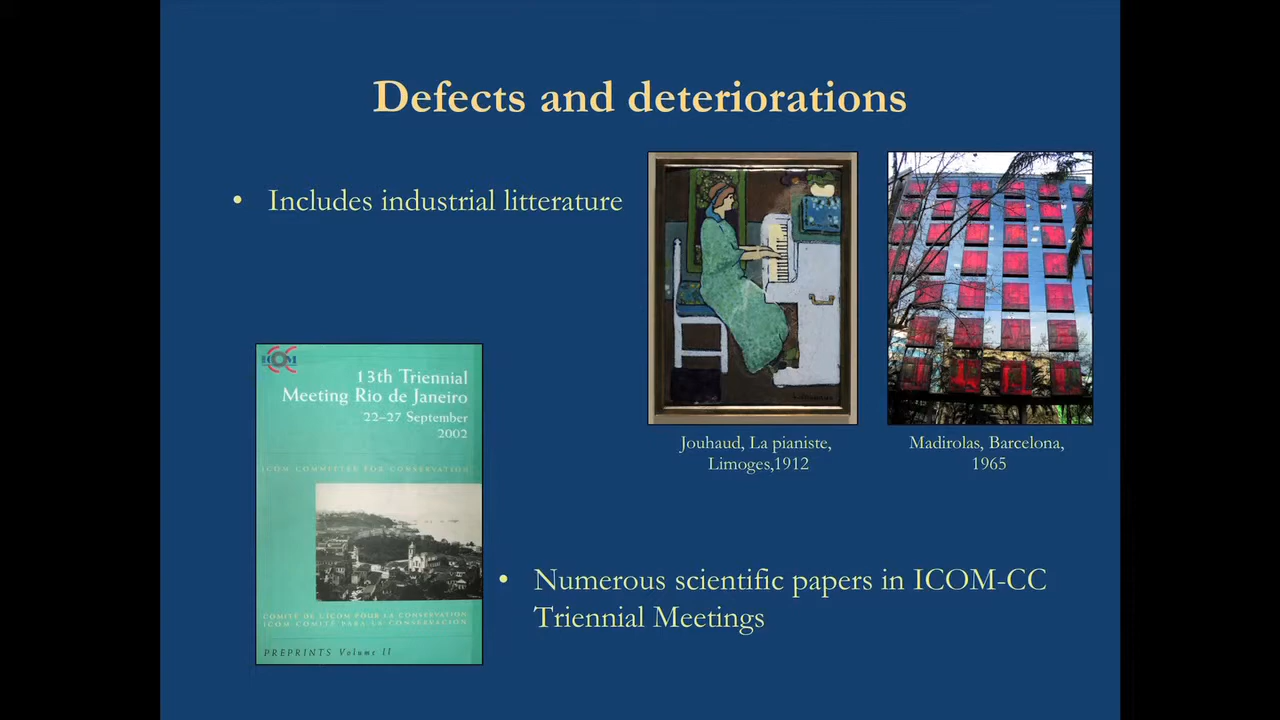 Defects and deteriorations
• Includes industrial litterature
Jouhaud, La pianiste,
Limoges,1912
Madirolas, Barcelona,
1965
ICOM
13th Triennial
Meeting Rio de Janeiro
22–27 September
2002
ICOM COMMITTEE FOR CONSERVATION
COMITÉ DE L'ICOM POUR LA CONSERVATION
ICOM COMITÉ PARA LA CONSERVACIÓN
PREPRINTS Volume II
• Numerous scientific papers in ICOM-CC
Triennial Meetings